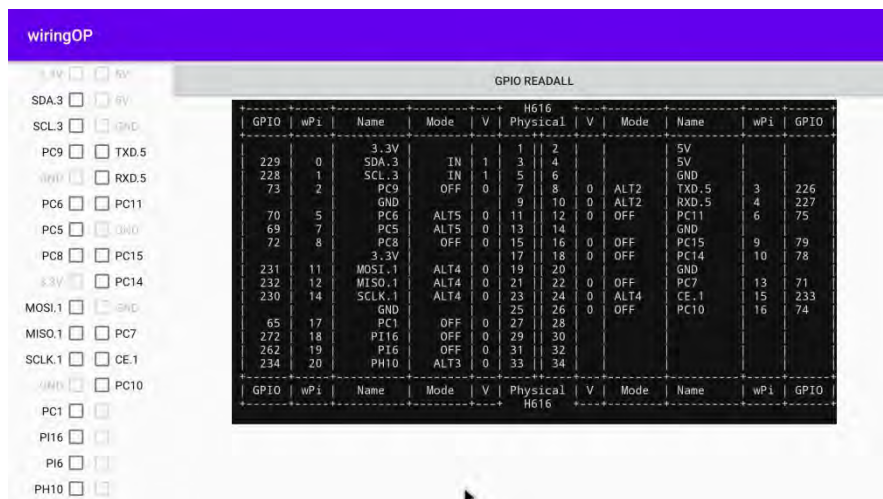 wiringOP
3.3V 5V
SDA.3 5V
SCL.3 GND
PC9 TXD.5
GND RXD.5
PC6 PC11
PC5 GND
PC8 PC15
3.3V PC14
MOSI.1 GND
MISO.1 PC7
SCLK.1 CE.1
GND PC10
PC1
PI16
PI6
PH10
GPIO READALL
+------+-----+----------+--------+---+   H616   +---+--------+----------+-----+------+
| GPIO | wPi | Name | Mode | V | Physical | V | Mode | Name | wPi | GPIO |
| | | 3.3V | | | 1 || 2 | | | 5V | | |
| 229 | 0 | SDA.3 | IN | 1 | 3 || 4 | | | 5V | | |
| 228 | 1 | SCL.3 | IN | 1 | 5 || 6 | | | GND | | |
| 73 | 2 | PC9 | OFF | 0 | 7 || 8 | 0 | ALT2 | TXD.5 | 3 | 226 |
| | | GND | | | 9 || 10 | 0 | ALT2 | RXD.5 | 4 | 227 |
| 70 | 5 | PC6 | ALT5 | 0 | 11 || 12 | 0 | OFF | PC11 | 6 | 75 |
| 69 | 7 | PC5 | ALT5 | 0 | 13 || 14 | | | GND | | |
| 72 | 8 | PC8 | OFF | 0 | 15 || 16 | 0 | OFF | PC15 | 9 | 79 |
| | | 3.3V | | | 17 || 18 | 0 | OFF | PC14 | 10 | 78 |
| 231 | 11 | MOSI.1 | ALT4 | 0 | 19 || 20 | | | GND | | |
| 232 | 12 | MISO.1 | ALT4 | 0 | 21 || 22 | 0 | OFF | PC7 | 13 | 71 |
| 230 | 14 | SCLK.1 | ALT4 | 0 | 23 || 24 | 0 | ALT4 | CE.1 | 15 | 233 |
| | | GND | | | 25 || 26 | 0 | OFF | PC10 | 16 | 74 |
| 65 | 17 | PC1 | OFF | 0 | 27 || 28 | | | | | |
| 272 | 18 | PI16 | OFF | 0 | 29 || 30 | | | | | |
| 262 | 19 | PI6 | OFF | 0 | 31 || 32 | | | | | |
| 234 | 20 | PH10 | ALT3 | 0 | 33 || 34 | | | | | |
| GPIO | wPi | Name | Mode | V | Physical | V | Mode | Name | wPi | GPIO |
+------+-----+----------+--------+---+   H616   +---+--------+----------+-----+------+